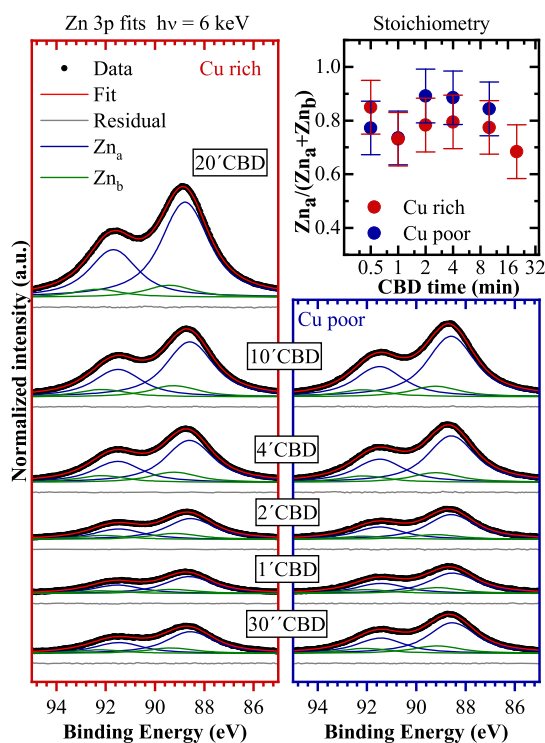 Zn 3p fits hν = 6 keV
Stoichiometry
Data
Cu rich
Fit
Residual
Zna
Znb
20´CBD
10´CBD
4´CBD
2´CBD
1´CBD
30´´CBD
Normalized intensity (a.u.)
94 92 90 88 86
Binding Energy (eV)
Zna/(Zna+Znb)
1.0
0.8
0.6
0.4
Cu rich
Cu poor
0.5 1 2 4 8 16 32
CBD time (min)
Cu poor
94 92 90 88 86
Binding Energy (eV)